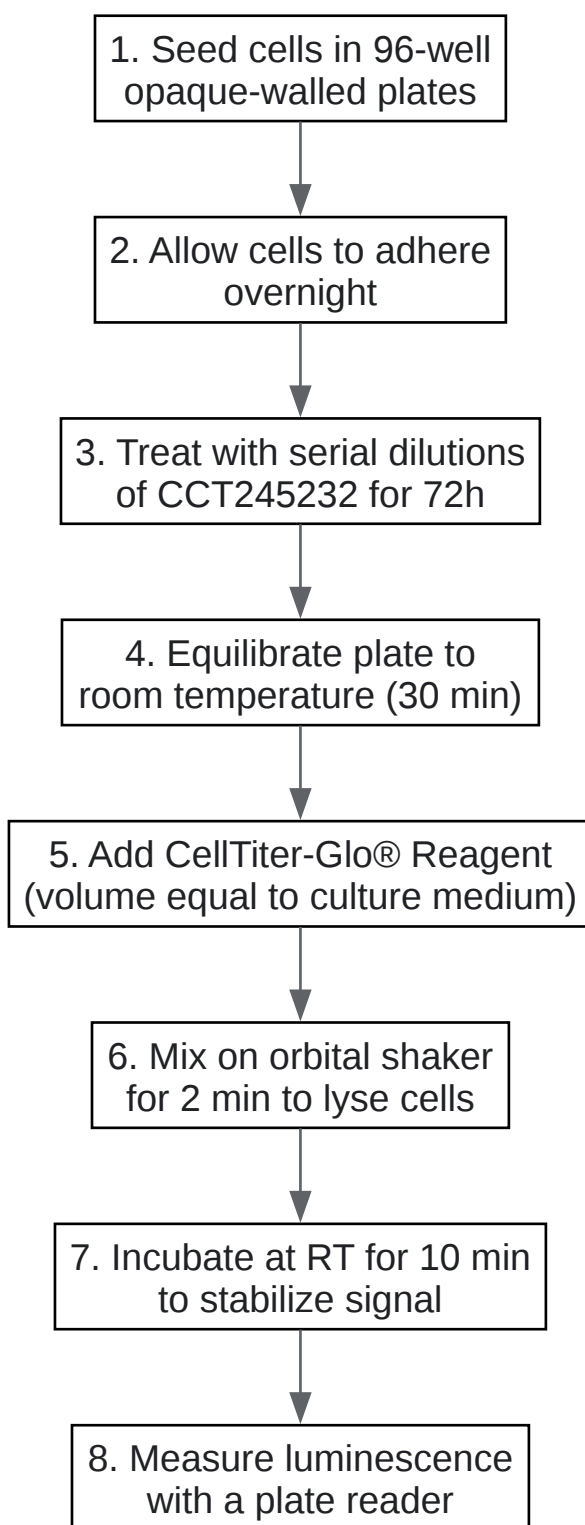 1. Seed cells in 96-well
opaque-walled plates
2. Allow cells to adhere
overnight
3. Treat with serial dilutions
of CCT245232 for 72h
4. Equilibrate plate to
room temperature (30 min)
5. Add CellTiter-Glo® Reagent
(volume equal to culture medium)
6. Mix on orbital shaker
for 2 min to lyse cells
7. Incubate at RT for 10 min
to stabilize signal
8. Measure luminescence
with a plate reader